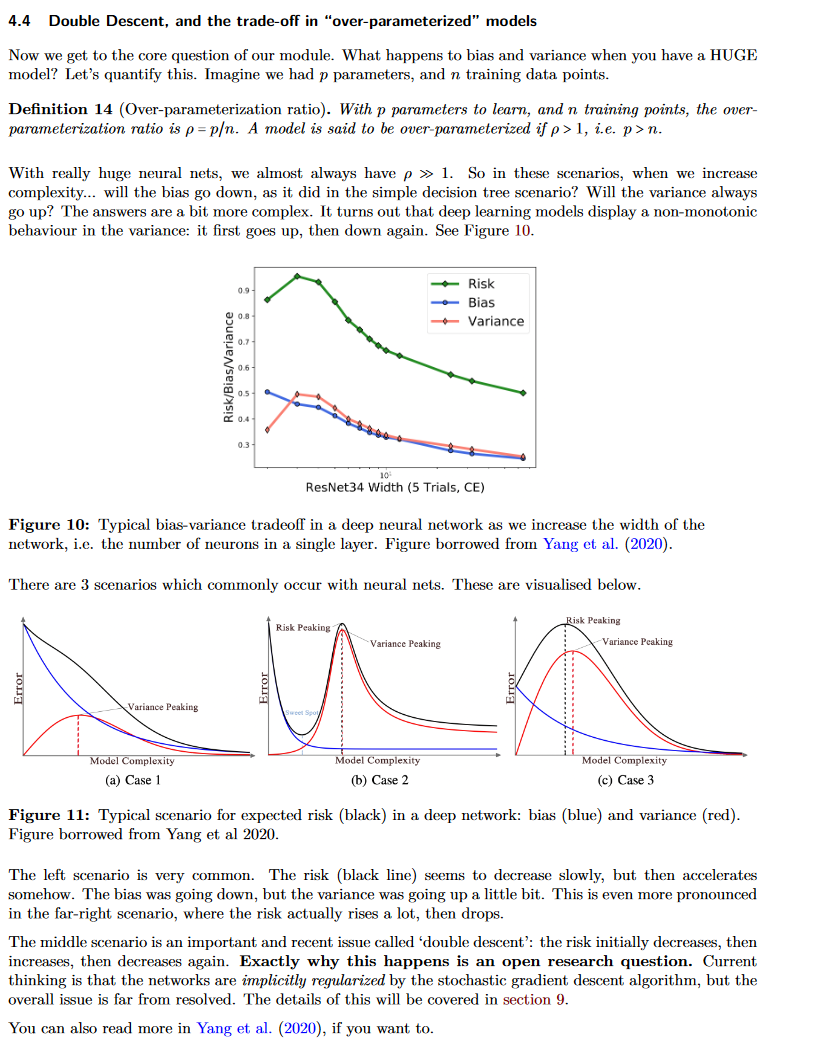 4.4 Double Descent, and the trade-off in “over-parameterized” models
Now we get to the core question of our module. What happens to bias and variance when you have a HUGE
model? Let’s quantify this. Imagine we had p parameters, and n training data points.
Definition 14 (Over-parameterization ratio). With p parameters to learn, and n training points, the over-
parameterization ratio is ρ = p/n. A model is said to be over-parameterized if ρ > 1, i.e. p > n.
With really huge neural nets, we almost always have ρ ≫ 1. So in these scenarios, when we increase
complexity... will the bias go down, as it did in the simple decision tree scenario? Will the variance always
go up? The answers are a bit more complex. It turns out that deep learning models display a non-monotonic
behaviour in the variance: it first goes up, then down again. See Figure 10.
Risk
Bias
Variance
Risk/Bias/Variance
0.9
0.8
0.7
0.6
0.5
0.4
0.3
10¹
ResNet34 Width (5 Trials, CE)
Figure 10: Typical bias-variance tradeoff in a deep neural network as we increase the width of the
network, i.e. the number of neurons in a single layer. Figure borrowed from Yang et al. (2020).
There are 3 scenarios which commonly occur with neural nets. These are visualised below.
Error
Variance Peaking
Model Complexity
(a) Case 1
Error
Risk Peaking
Variance Peaking
Sweet Spot
Model Complexity
(b) Case 2
Error
Risk Peaking
Variance Peaking
Model Complexity
(c) Case 3
Figure 11: Typical scenario for expected risk (black) in a deep network: bias (blue) and variance (red).
Figure borrowed from Yang et al 2020.
The left scenario is very common. The risk (black line) seems to decrease slowly, but then accelerates
somehow. The bias was going down, but the variance was going up a little bit. This is even more pronounced
in the far-right scenario, where the risk actually rises a lot, then drops.
The middle scenario is an important and recent issue called ‘double descent’: the risk initially decreases, then
increases, then decreases again. Exactly why this happens is an open research question. Current
thinking is that the networks are implicitly regularized by the stochastic gradient descent algorithm, but the
overall issue is far from resolved. The details of this will be covered in section 9.
You can also read more in Yang et al. (2020), if you want to.